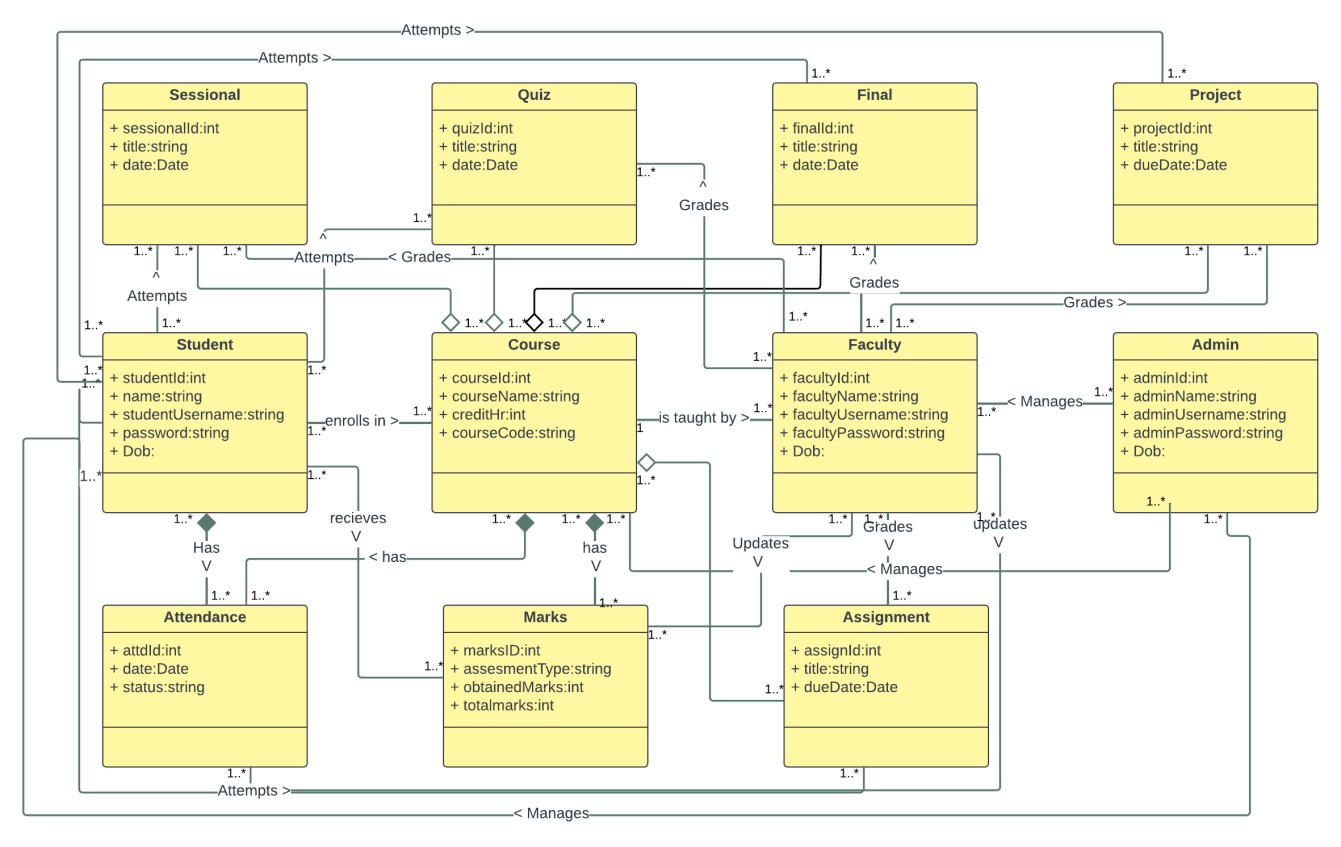 Attempts >
Attempts >
1..*
1..*
Sessional
+ sessionalId:int
+ title:string
+ date:Date
Quiz
+ quizId:int
+ title:string
+ date:Date
Final
+ finalId:int
+ title:string
+ date:Date
Project
+ projectId:int
+ title:string
+ dueDate:Date
1..*
^
Grades
1..*
^
Attempts
< Grades
1..*
1..*
1..*
1..*
1..*
1..*
1..*
1..*
^
Attempts
^
Grades
Grades >
1..*
1..*
1..*
1..*
1..*
1..*
1..*
1..*
1..*
Student
+ studentId:int
+ name:string
+ studentUsername:string
+ password:string
+ Dob:
Course
+ courseId:int
+ courseName:string
+ creditHr:int
+ courseCode:string
Faculty
+ facultyId:int
+ facultyName:string
+ facultyUsername:string
+ facultyPassword:string
+ Dob:
Admin
+ adminId:int
+ adminName:string
+ adminUsername:string
+ adminPassword:string
+ Dob:
1..*
1..*
1..*
1..*
1..*
enrolls in >
1..*
1..*
1
is taught by >
1..*
1..*
< Manages
1..*
1..*
1..*
1..*
1..*
1..*
1..*
1..*
1..*
1..*
1..*
1..*
1..*
Has
V
recieves
V
< has
has
V
Updates
V
Grades
V
updates
V
< Manages
1..*
1..*
1..*
1..*
Attendance
+ attdId:int
+ date:Date
+ status:string
Marks
+ marksID:int
+ assesmentType:string
+ obtainedMarks:int
+ totalmarks:int
Assignment
+ assignId:int
+ title:string
+ dueDate:Date
1..*
1..*
1..*
1..*
1..*
Attempts >
< Manages